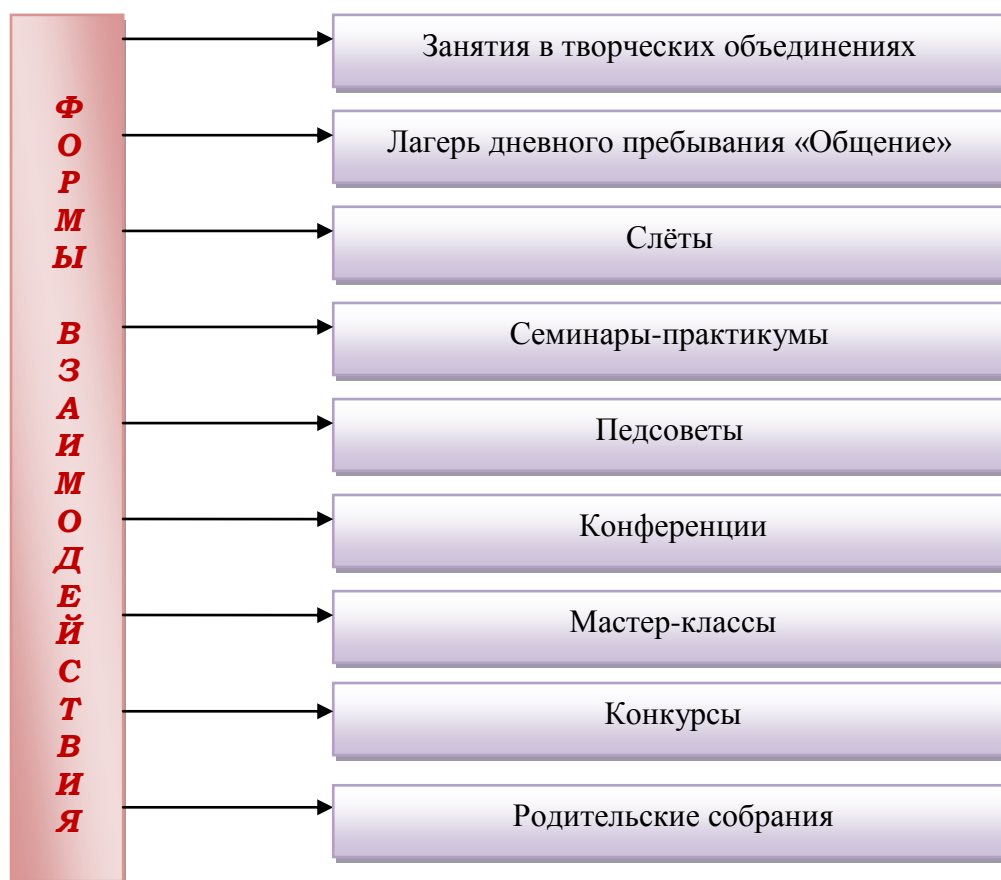 ФОРМЫ ВЗАИМОДЕЙСТВИЯ
Занятия в творческих объединениях
Лагерь дневного пребывания «Общение»
Слёты
Семинары-практикумы
Педсоветы
Конференции
Мастер-классы
Конкурсы
Родительские собрания